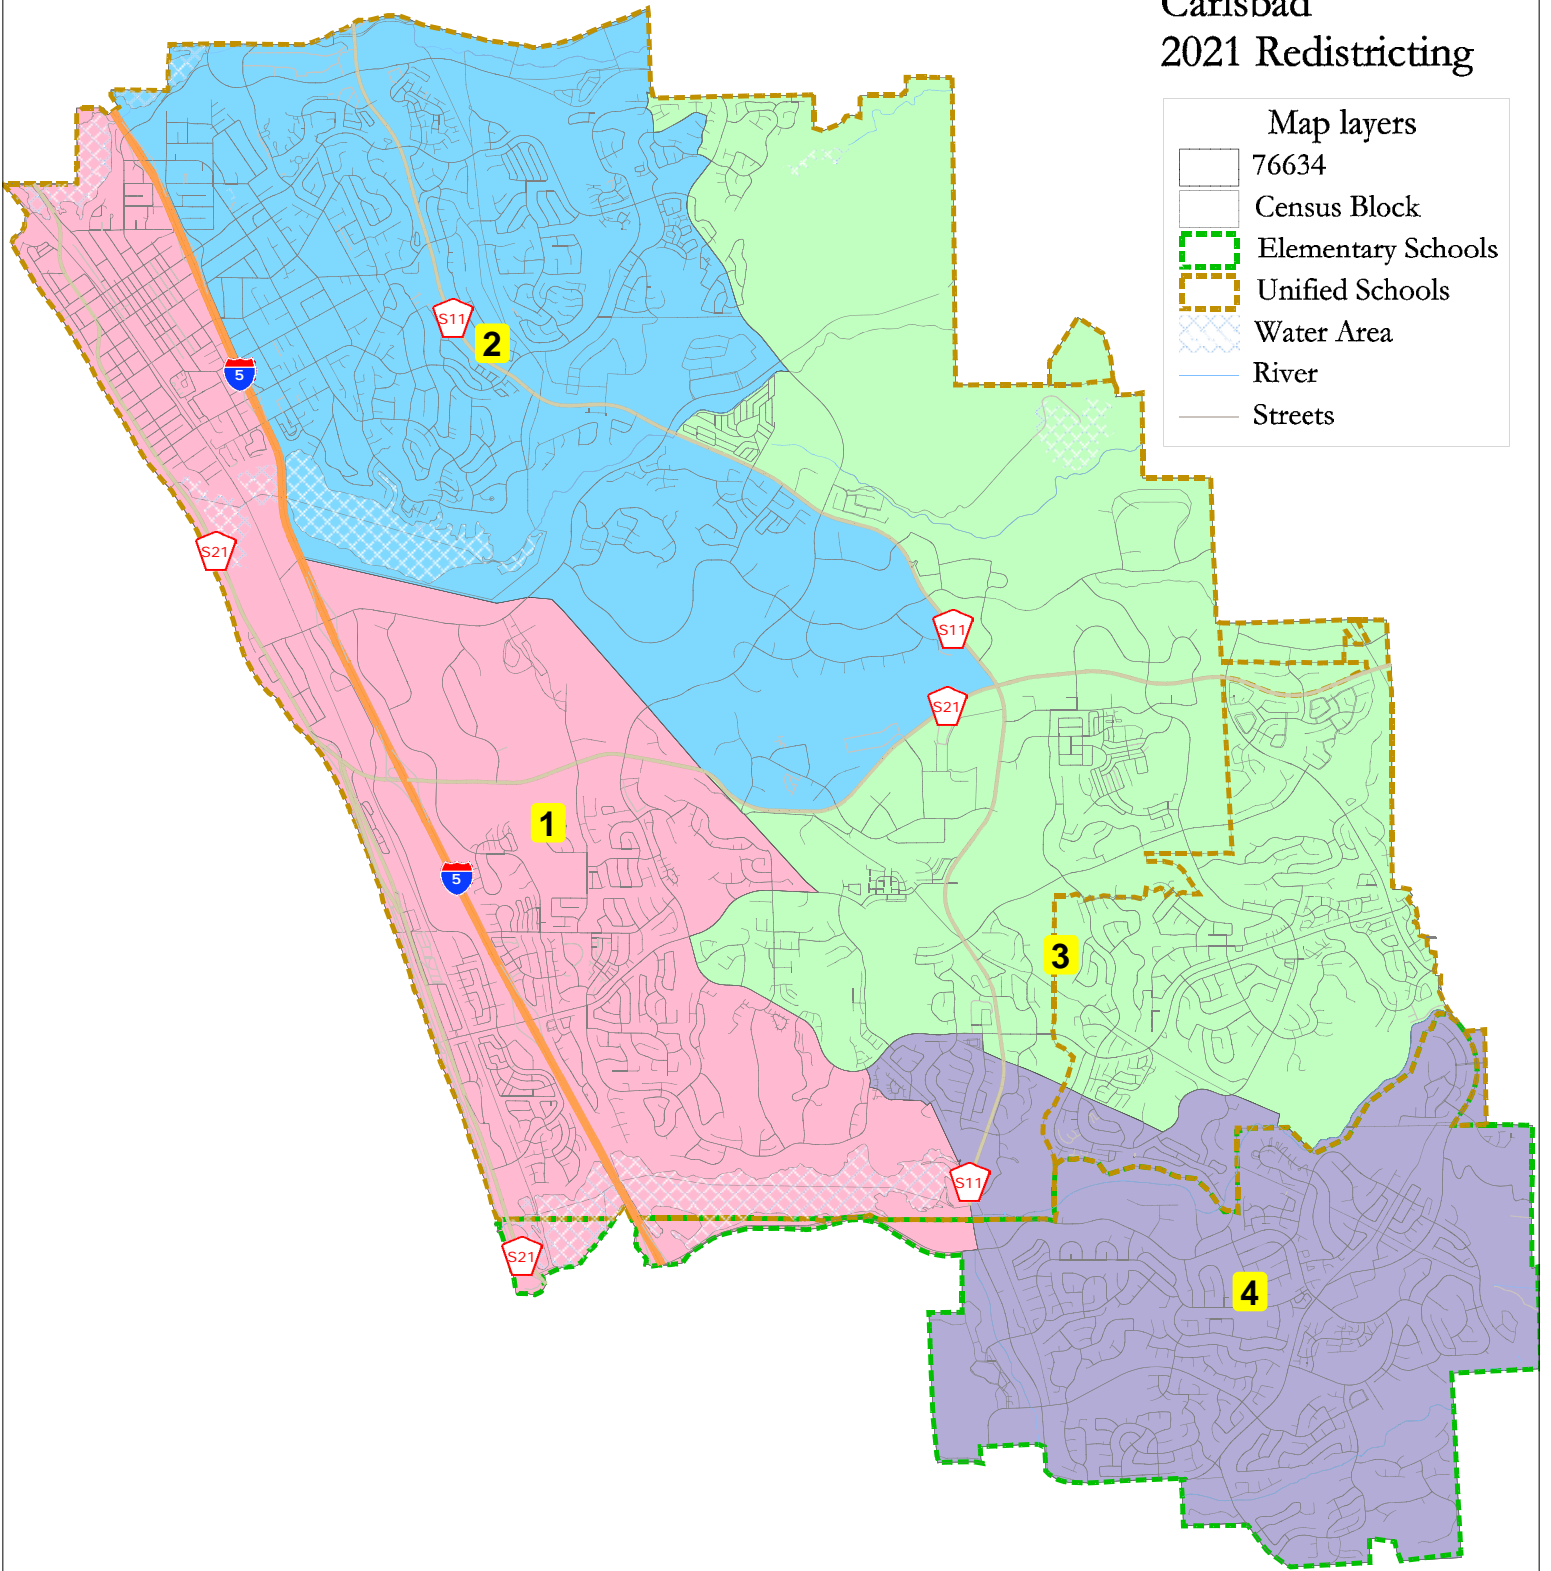 Carlsbad
2021 Redistricting
Map layers
76634
Census Block
Elementary Schools
Unified Schools
Water Area
River
Streets
S11
2
5
S21
S11
S21
1
5
3
S11
S21
4